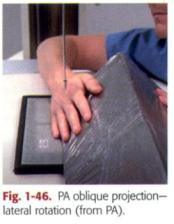 Fig. 1-46. PA oblique projection—
lateral rotation (from PA).